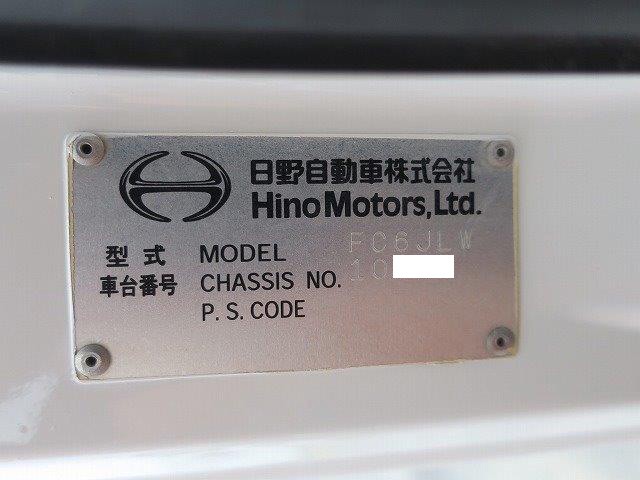 日野自動車株式会社
Hino Motors, Ltd.
型式 MODEL FC6JLW
車台番号 CHASSIS NO. 10
P.S.CODE